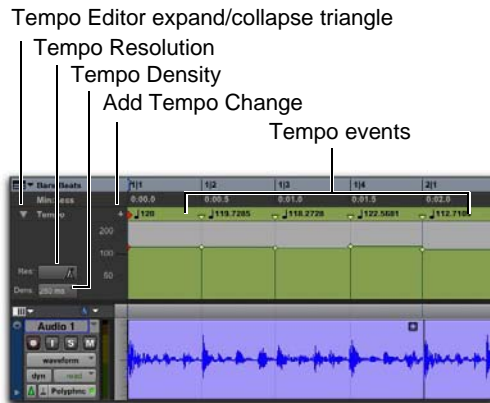 Tempo Editor expand/collapse triangle
Tempo Resolution
Tempo Density
Add Tempo Change
Tempo events
Bars|Beats 1|1 1|2 1|3 1|4 2|1
Min:Secs 0:00.0 0:00.5 0:01.0 0:01.5 0:02.0
Tempo + 120 119.7285 118.2728 122.5681 112.710
200
100
50
Res:
Dens: 250 ms
Audio 1
I S M
waveform
dyn read
Polyphnc